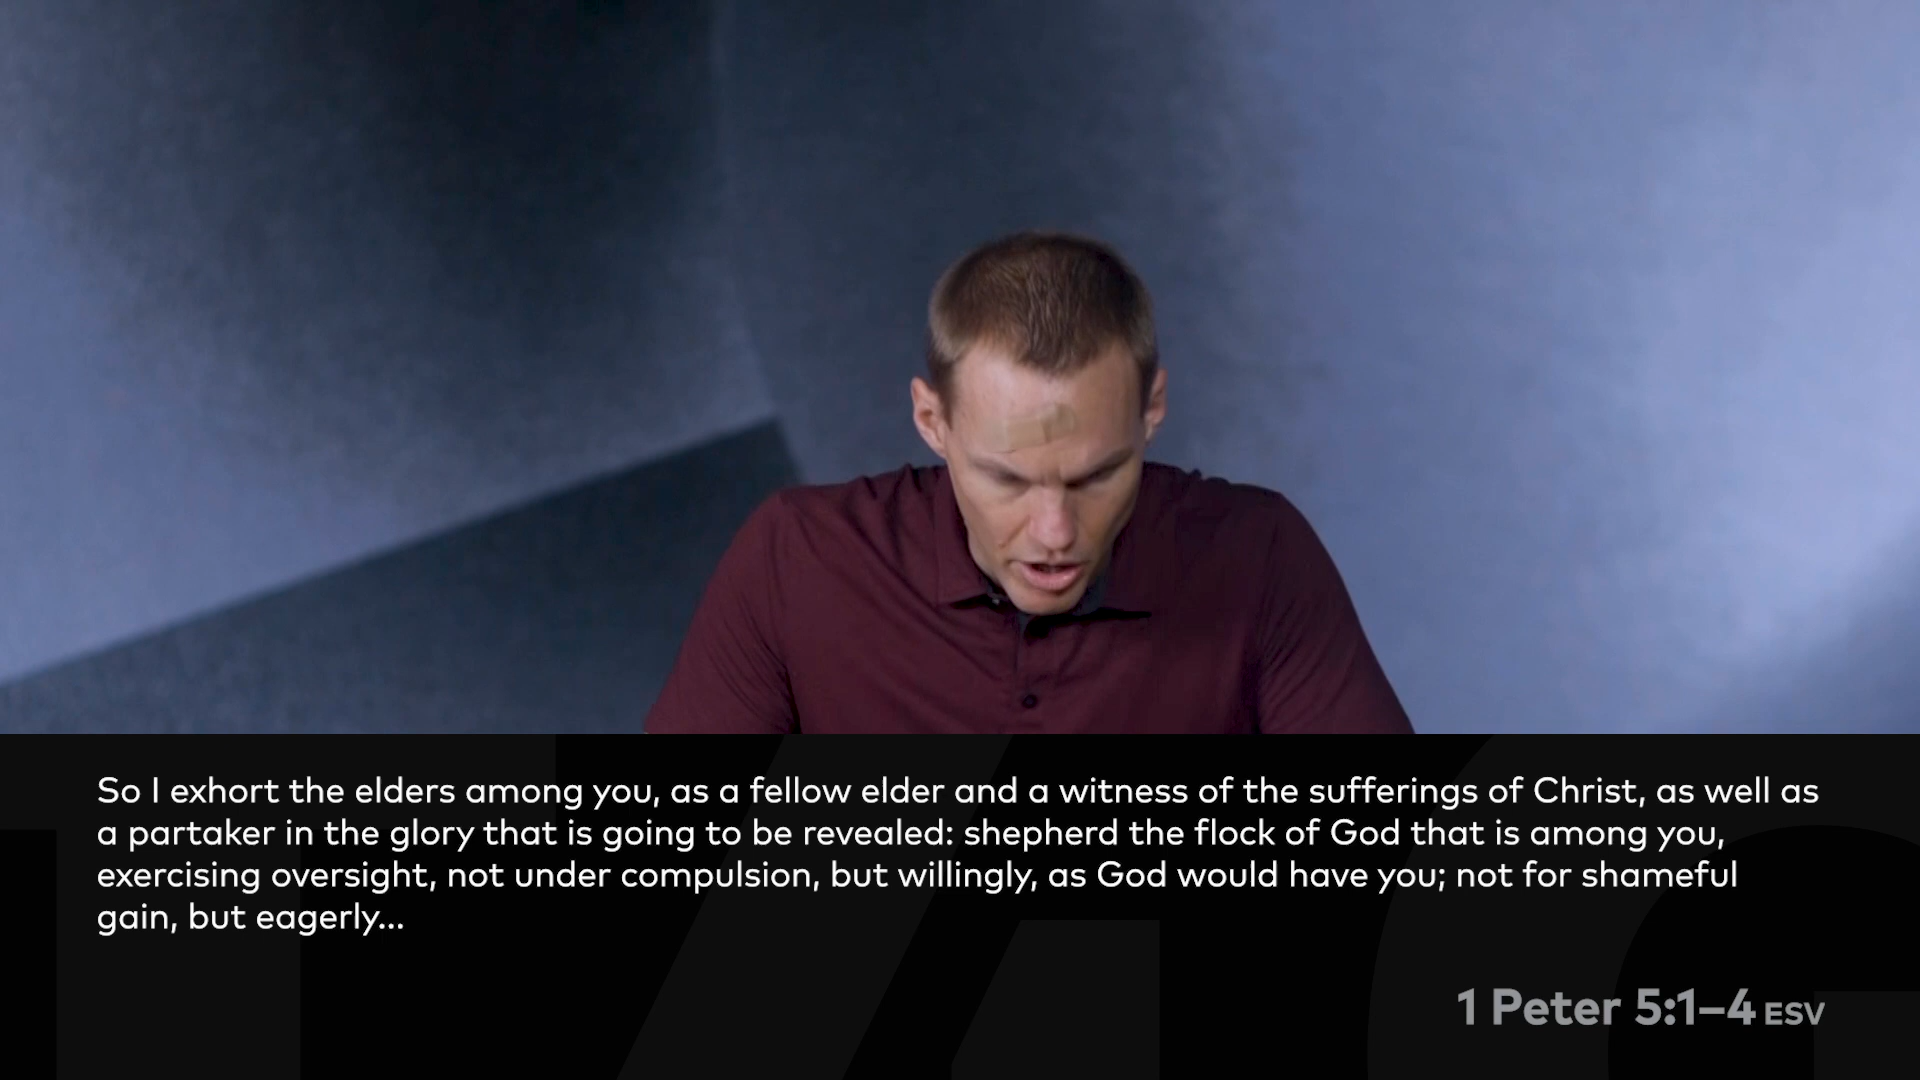 So I exhort the elders among you, as a fellow elder and a witness of the sufferings of Christ, as well as
a partaker in the glory that is going to be revealed: shepherd the flock of God that is among you,
exercising oversight, not under compulsion, but willingly, as God would have you; not for shameful
gain, but eagerly...
1 Peter 5:1–4 ESV